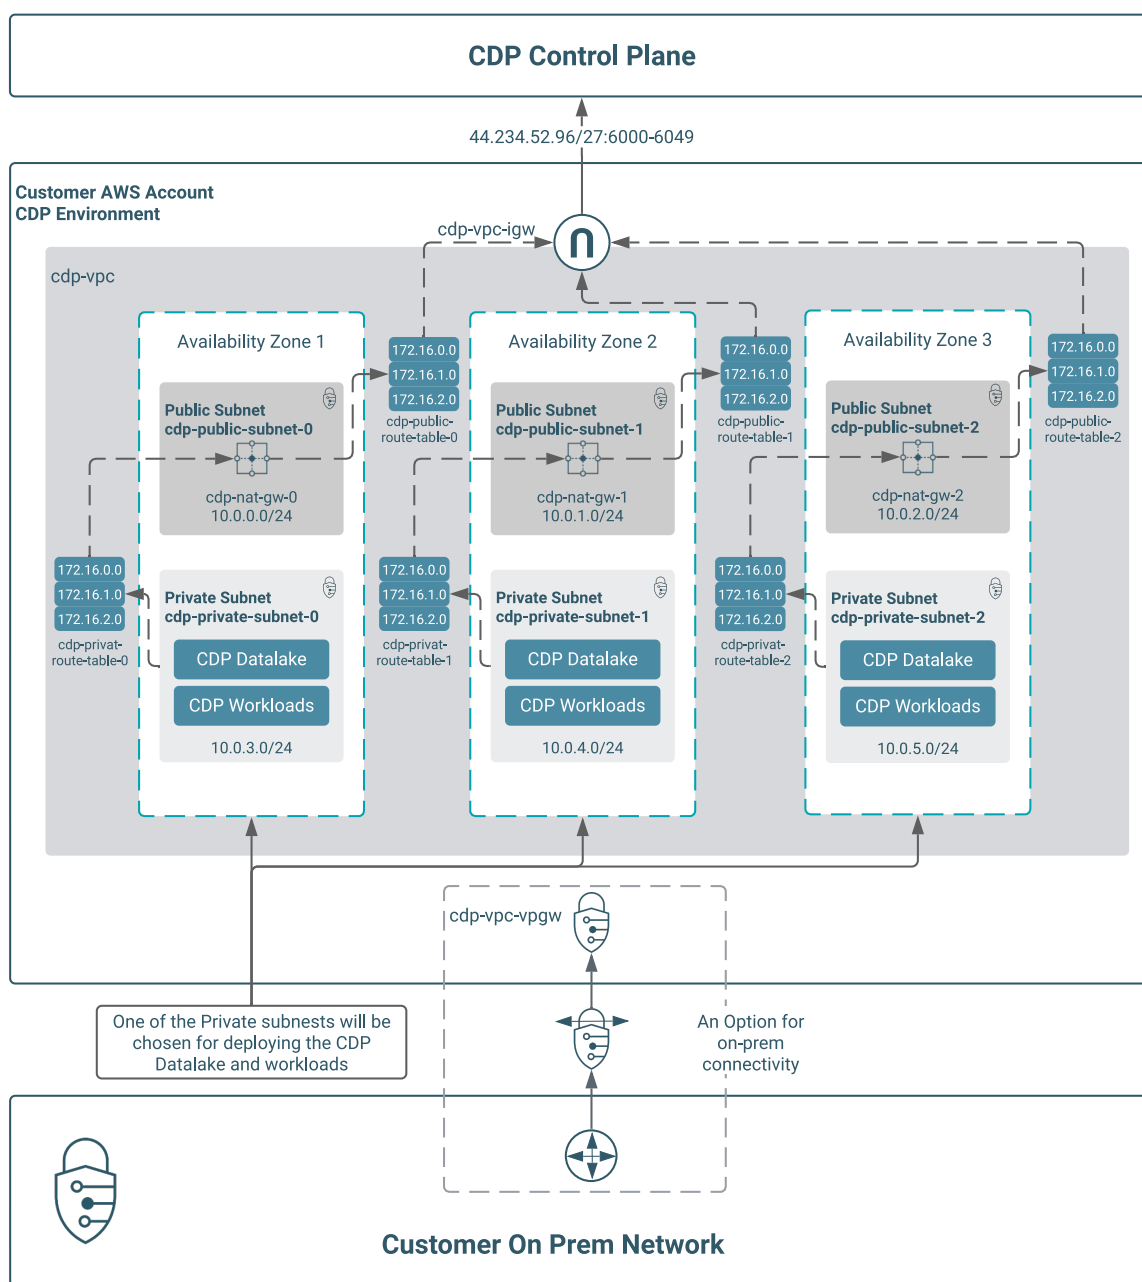 CDP Control Plane
44.234.52.96/27:6000-6049
Customer AWS Account
CDP Environment
cdp-vpc-igw
cdp-vpc
Availability Zone 1
172.16.0.0
172.16.1.0
172.16.2.0
cdp-public-
route-table-0
Public Subnet
cdp-public-subnet-0
cdp-nat-gw-0
10.0.0.0/24
172.16.0.0
172.16.1.0
172.16.2.0
cdp-privat-
route-table-0
Private Subnet
cdp-private-subnet-0
CDP Datalake
CDP Workloads
10.0.3.0/24
Availability Zone 2
172.16.0.0
172.16.1.0
172.16.2.0
cdp-public-
route-table-1
Public Subnet
cdp-public-subnet-1
cdp-nat-gw-1
10.0.1.0/24
172.16.0.0
172.16.1.0
172.16.2.0
cdp-privat-
route-table-1
Private Subnet
cdp-private-subnet-1
CDP Datalake
CDP Workloads
10.0.4.0/24
Availability Zone 3
172.16.0.0
172.16.1.0
172.16.2.0
cdp-public-
route-table-2
Public Subnet
cdp-public-subnet-2
cdp-nat-gw-2
10.0.2.0/24
172.16.0.0
172.16.1.0
172.16.2.0
cdp-privat-
route-table-2
Private Subnet
cdp-private-subnet-2
CDP Datalake
CDP Workloads
10.0.5.0/24
cdp-vpc-vpgw
One of the Private subnests will be
chosen for deploying the CDP
Datalake and workloads
An Option for
on-prem
connectivity
Customer On Prem Network